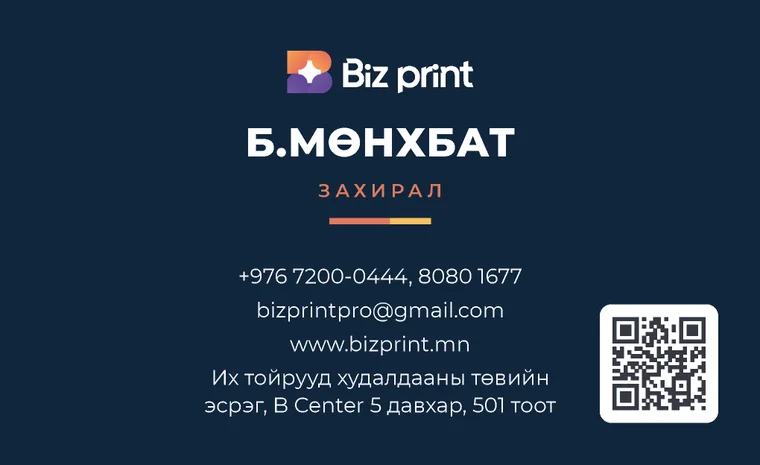 Biz print
Б.МӨНХБАТ
ЗАХИРАЛ
+976 7200-0444, 8080 1677
bizprintpro@gmail.com
www.bizprint.mn
Их тойрууд худалдааны төвийн
эсрэг, B Center 5 давхар, 501 тоот